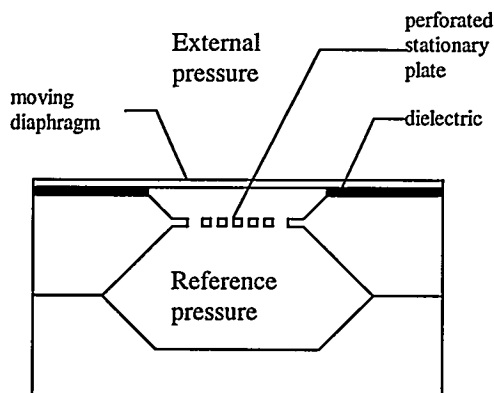 perforated
stationary
plate
External
pressure
moving
diaphragm
dielectric
Reference
pressure